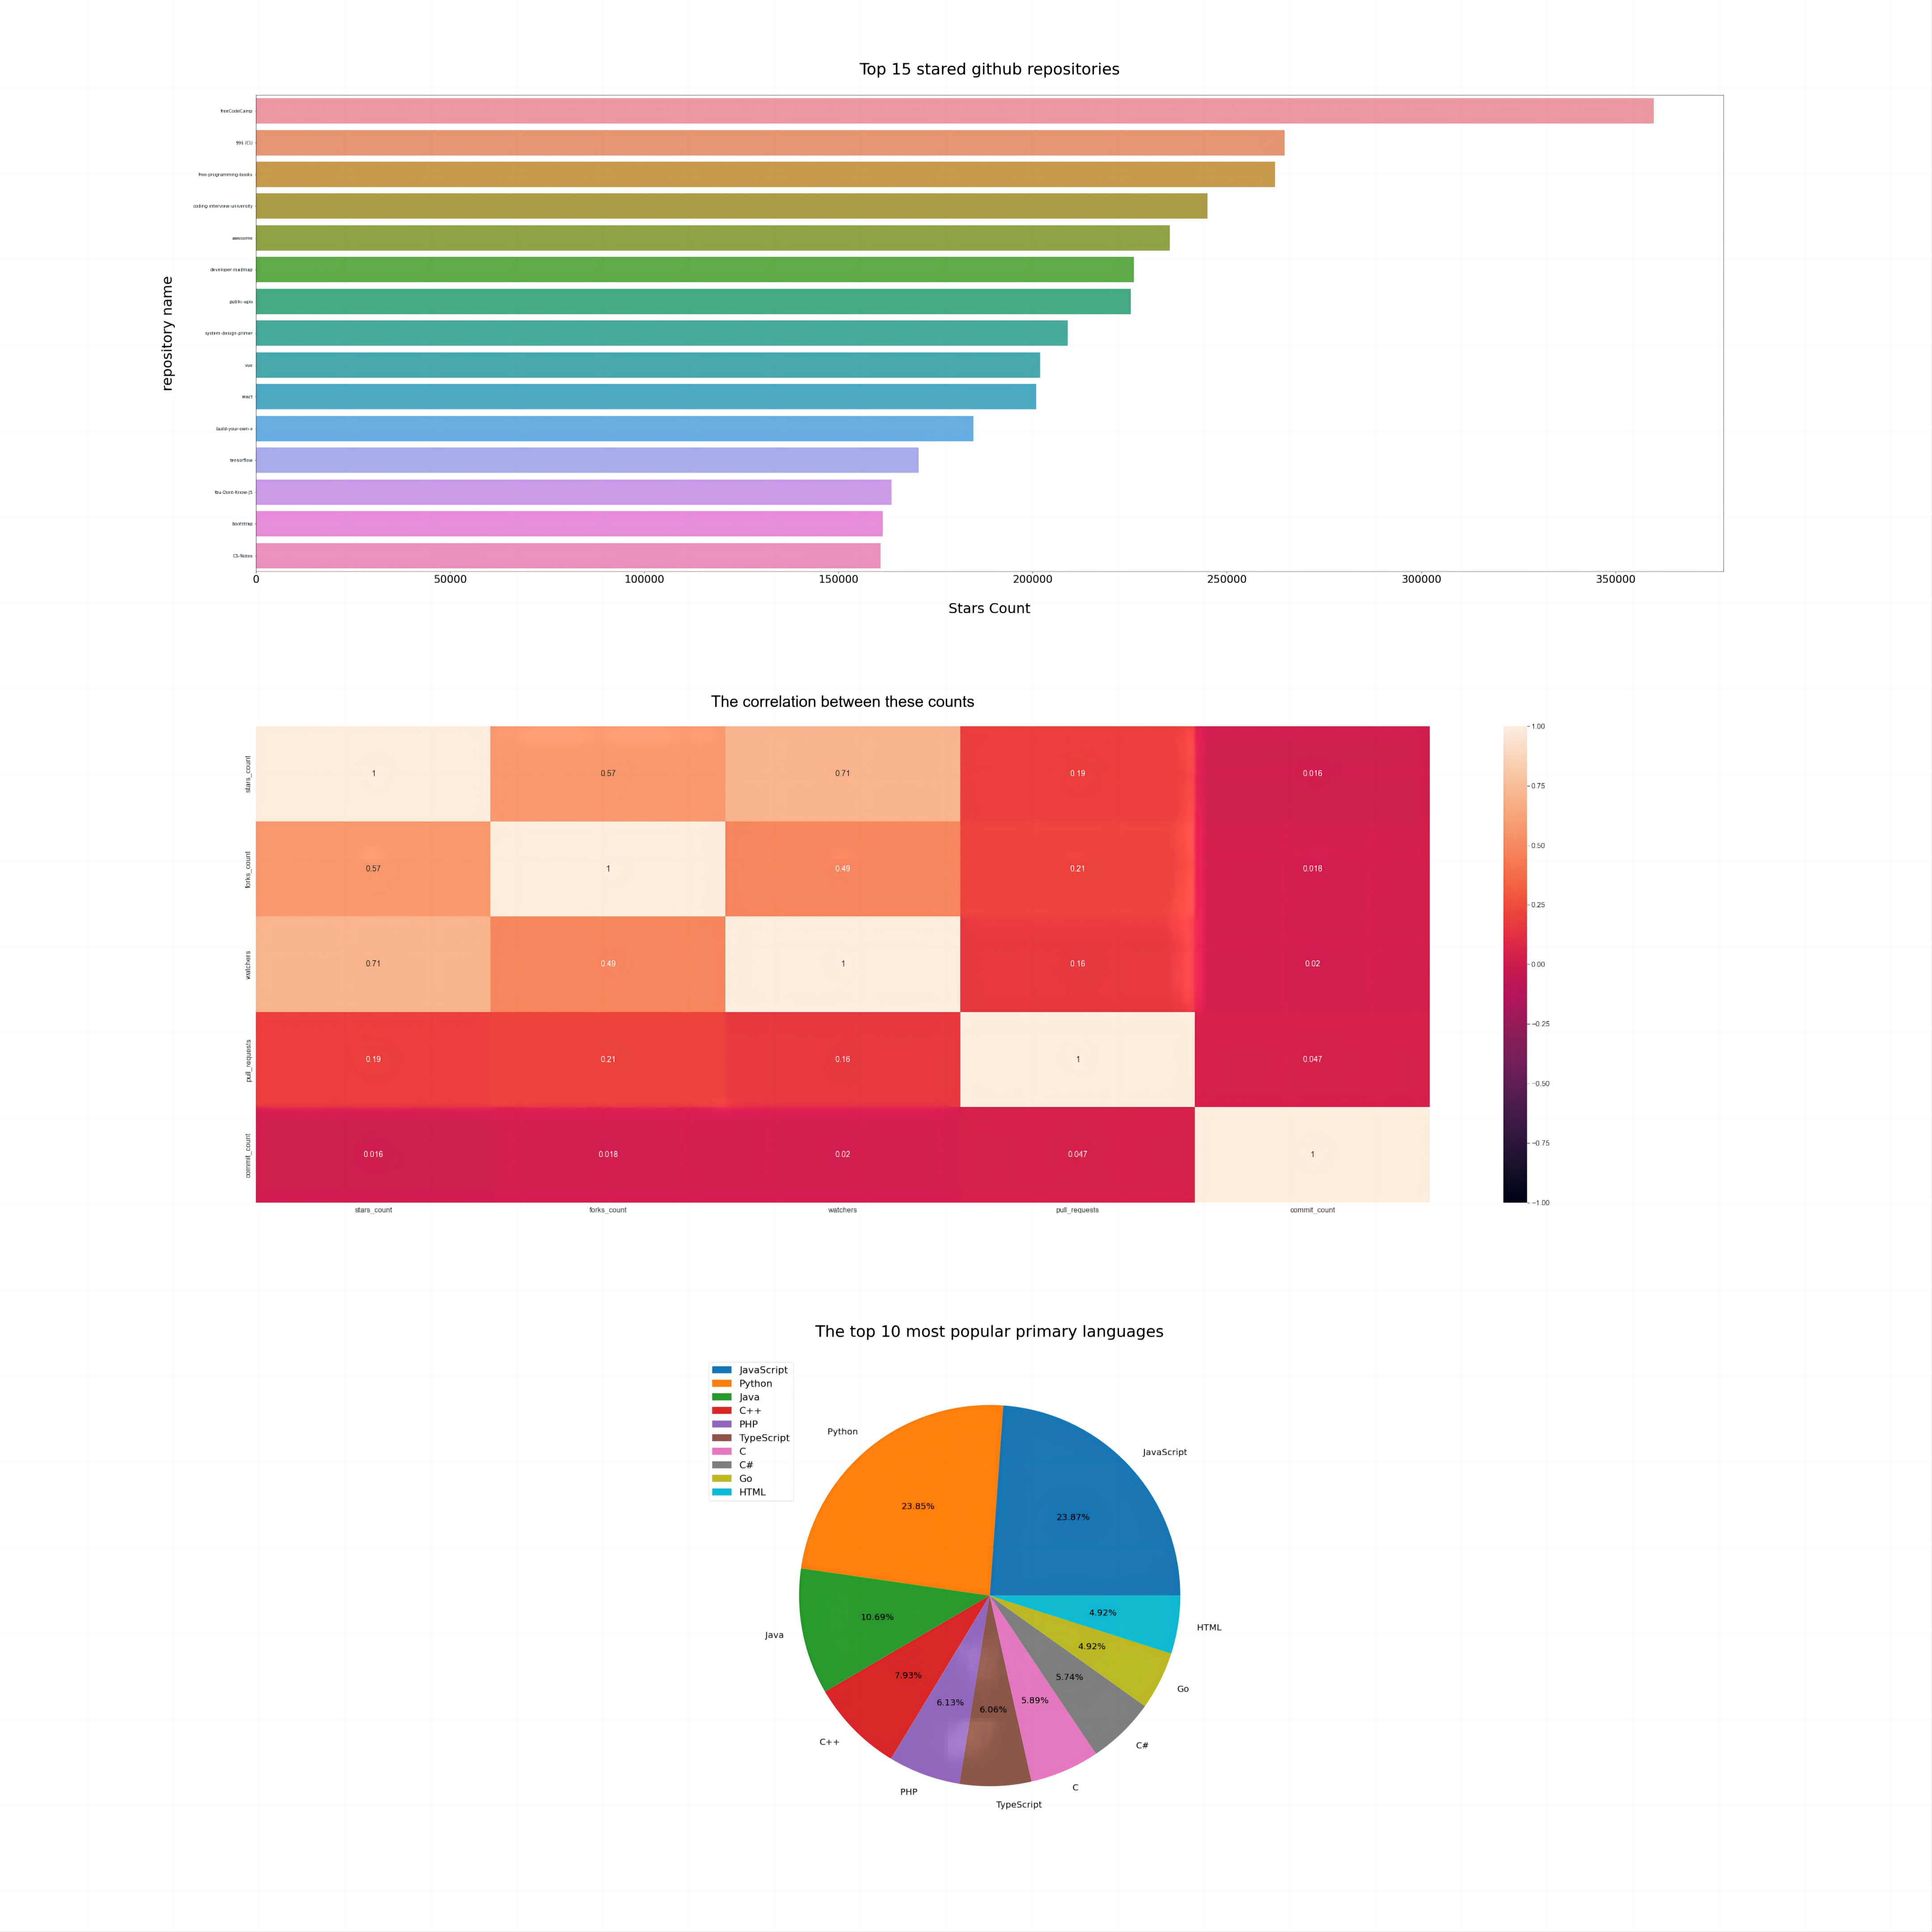 Top 15 stared github repositories
repository name
freeCodeCamp
996.ICU
free-programming-books
coding-interview-university
awesome
developer-roadmap
public-apis
system-design-primer
vue
react
build-your-own-x
tensorflow
You-Dont-Know-JS
bootstrap
CS-Notes
0 50000 100000 150000 200000 250000 300000 350000
Stars Count
The correlation between these counts
stars_count 1 0.57 0.71 0.19 0.016
forks_count 0.57 1 0.49 0.21 0.018
watchers 0.71 0.49 1 0.16 0.02
pull_requests 0.19 0.21 0.16 1 0.047
commit_count 0.016 0.018 0.02 0.047 1
stars_count forks_count watchers pull_requests commit_count
1.00
0.75
0.50
0.25
0.00
−0.25
−0.50
−0.75
−1.00
The top 10 most popular primary languages
JavaScript
Python
Java
C++
PHP
TypeScript
C
C#
Go
HTML
Python
JavaScript
23.85%
23.87%
10.69%
4.92%
HTML
Java
4.92%
7.93%
5.74%
Go
6.13%
6.06%
5.89%
C++
C#
PHP
C
TypeScript